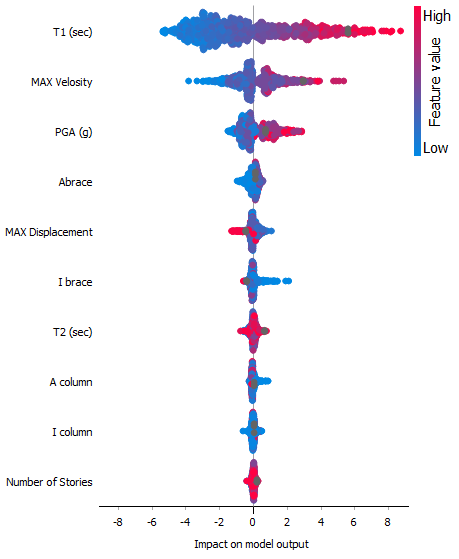 High
Feature value
Low
T1 (sec)
MAX Velosity
PGA (g)
Abrace
MAX Displacement
I brace
T2 (sec)
A column
I column
Number of Stories
-8 -6 -4 -2 0 2 4 6 8
Impact on model output